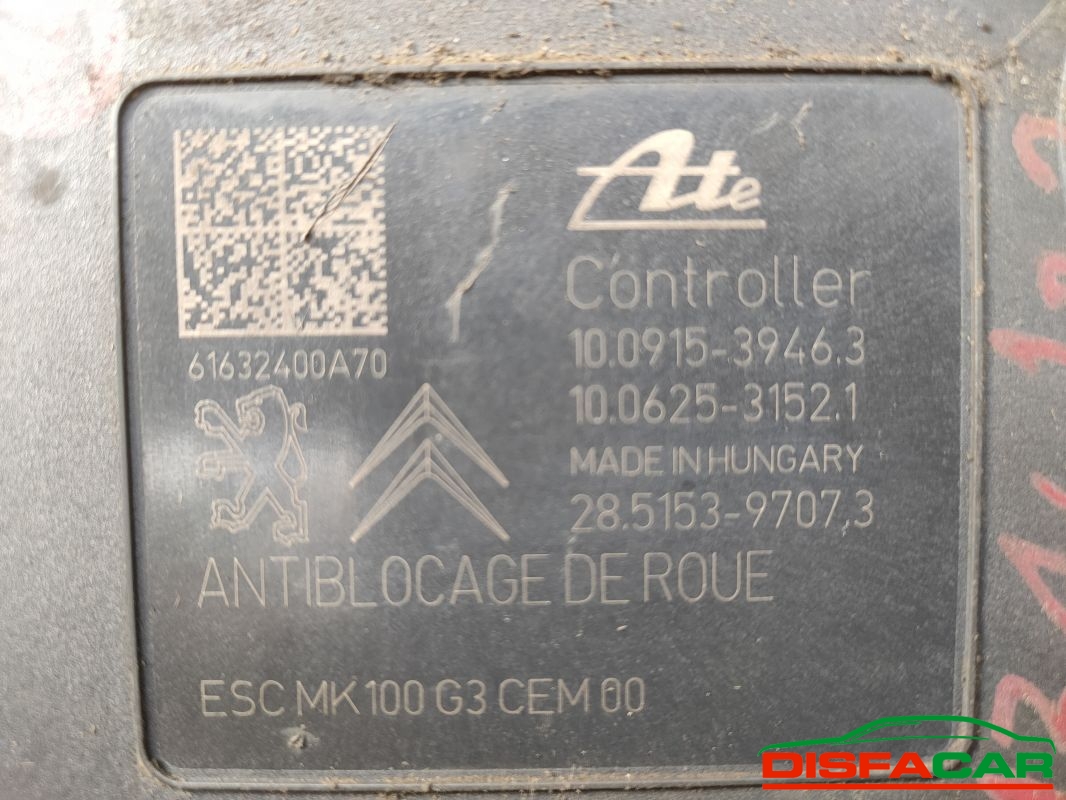 Ate
Controller
10.0915-3946.3
10.0625-3152.1
MADE IN HUNGARY
28.5153-9707,3
61632400A70
ANTIBLOCAGE DE ROUE
ESC MK 100 G3 CEM 00
DISFACAR